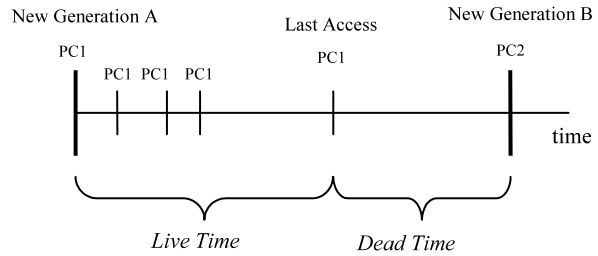 New Generation A
Last Access
New Generation B
PC1
PC1
PC1
PC1
PC1
PC2
time
Live Time
Dead Time